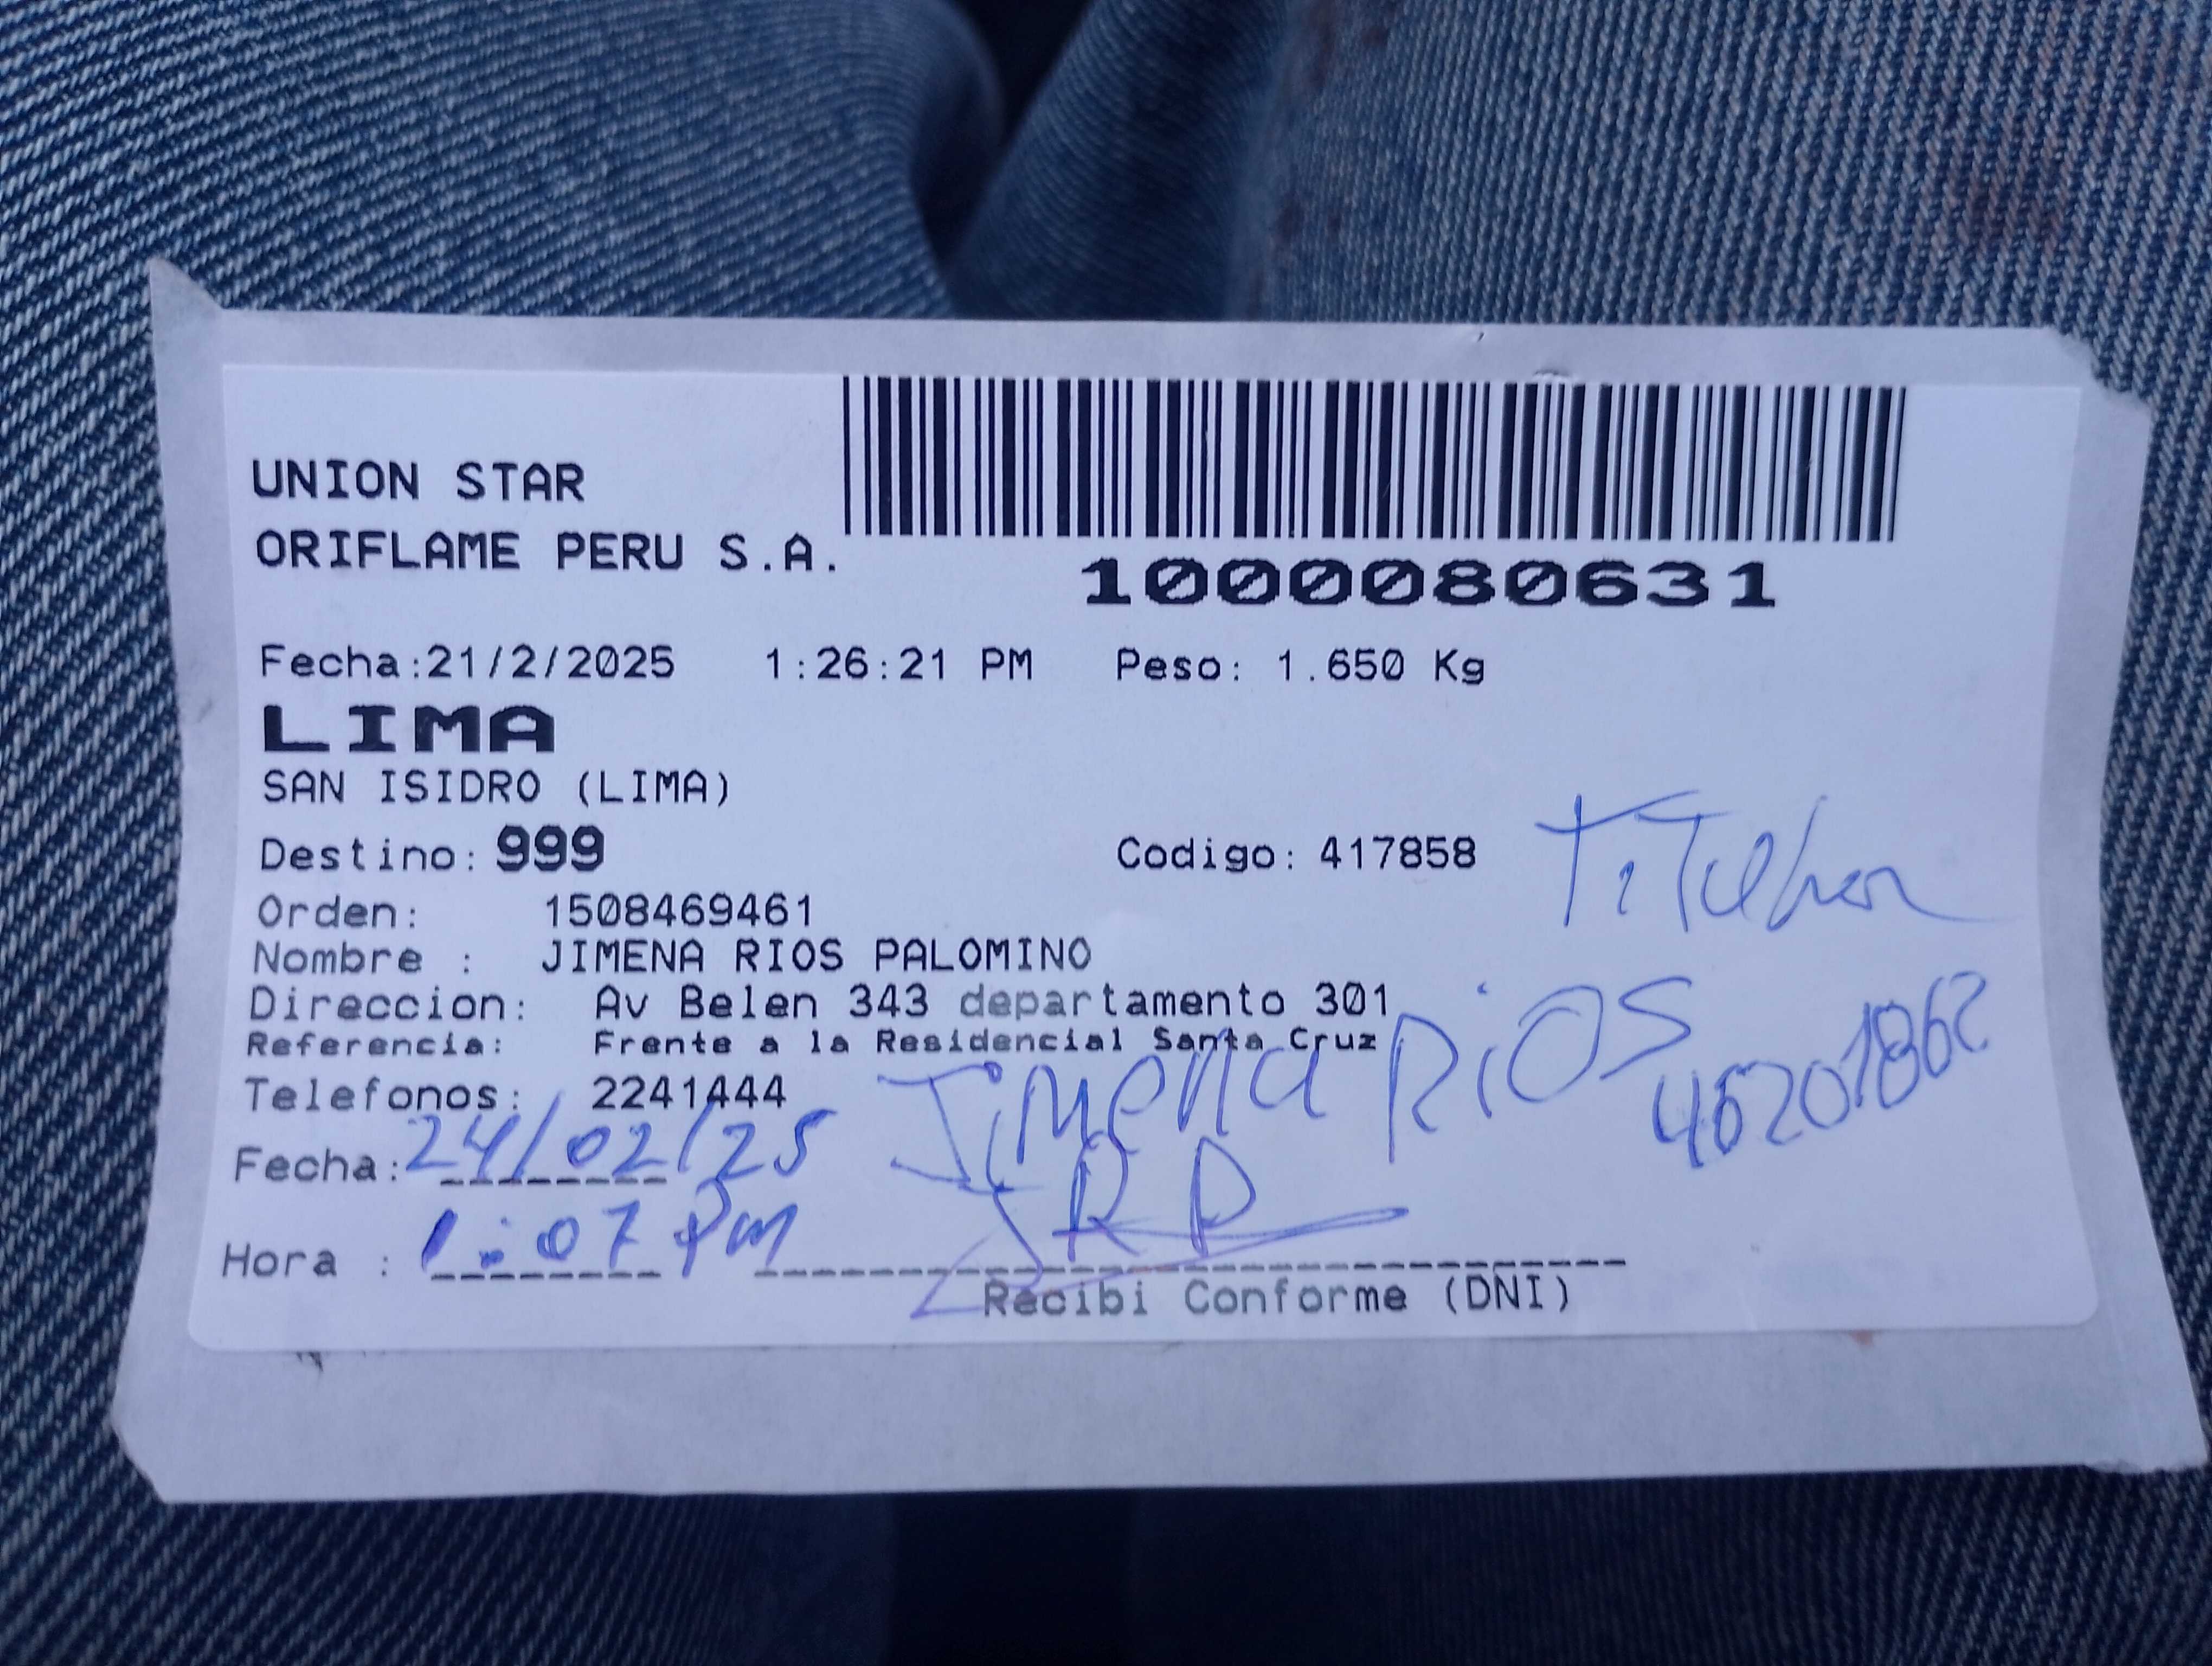 UNION STAR
ORIFLAME PERU S.A.
1000080631
Fecha:21/2/2025 1:26:21 PM Peso: 1.650 Kg
LIMA
SAN ISIDRO (LIMA)
Destino: 999 Codigo: 417858
Orden: 1508469461
Nombre : JIMENA RIOS PALOMINO
Direccion: Av Belen 343 departamento 301
Referencia: Frente a la Residencial Santa Cruz
Telefonos: 2241444
Jimena RiOS 46201862
Fecha: 24/02/25
JRP
Hora : 1:07 Pm
Recibi Conforme (DNI)